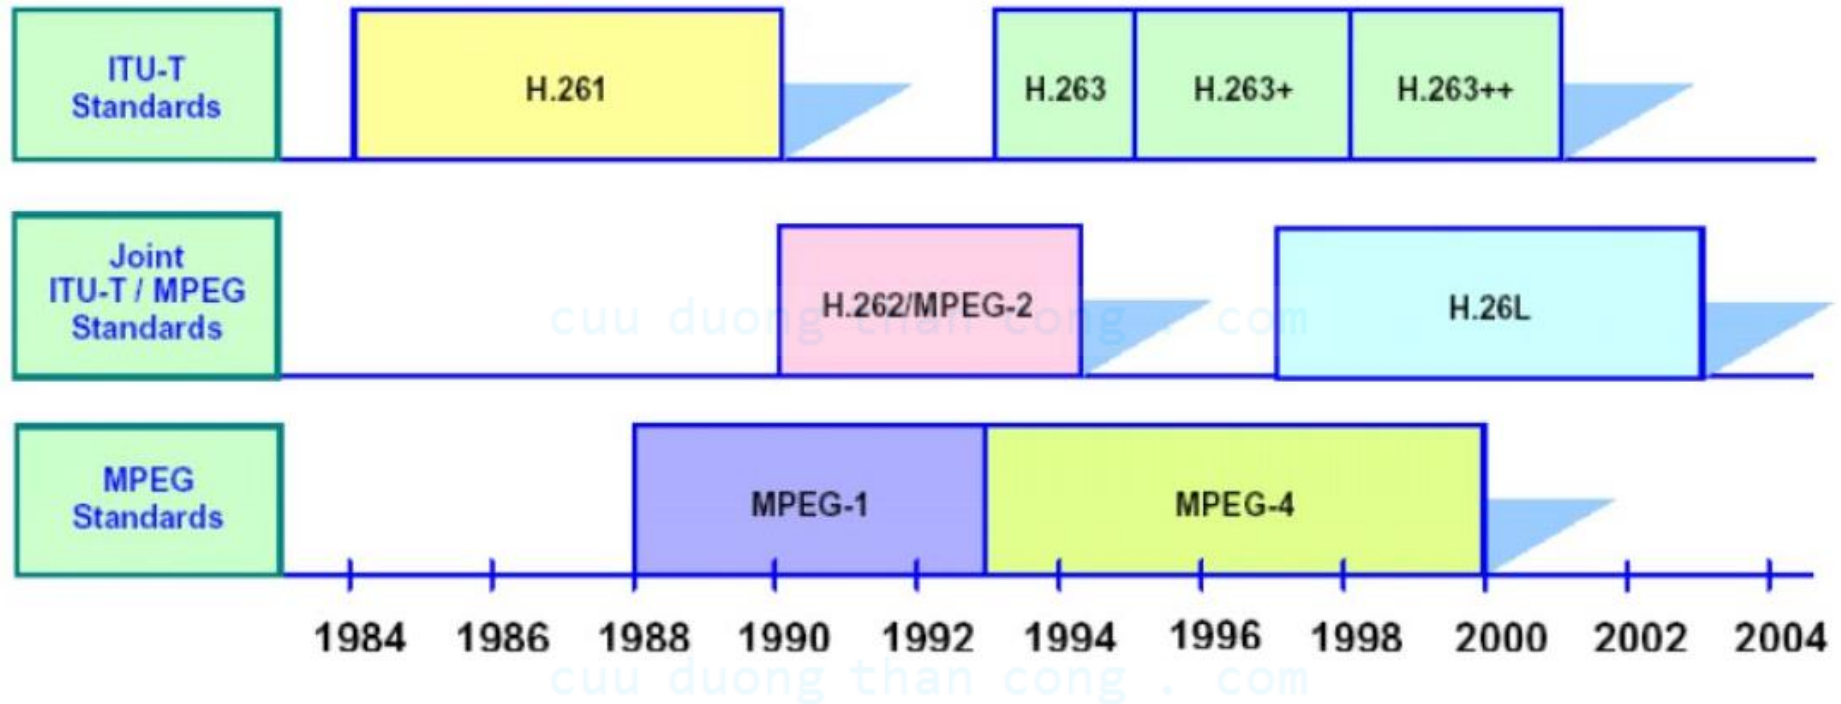 ITU-T
Standards
H.261
H.263
H.263+
H.263++
Joint
ITU-T / MPEG
Standards
H.262/MPEG-2
H.26L
cuu duong than cong . com
MPEG
Standards
MPEG-1
MPEG-4
1984 1986 1988 1990 1992 1994 1996 1998 2000 2002 2004
cuu duong than cong . com